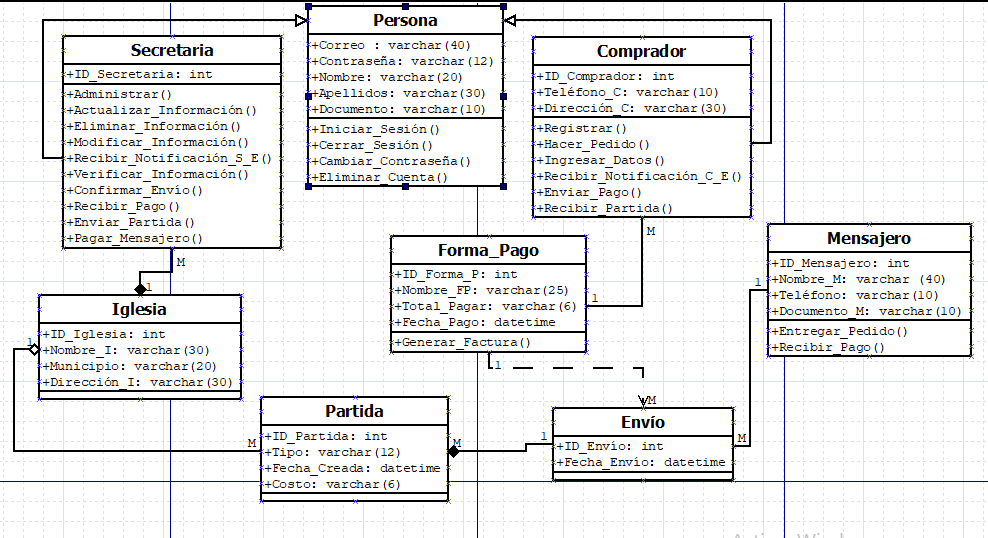 Persona
+Correo : varchar(40)
+Contraseña: varchar(12)
+Nombre: varchar(20)
+Apellidos: varchar(30)
+Documento: varchar(10)
+Iniciar_Sesión()
+Cerrar_Sesión()
+Cambiar_Contraseña()
+Eliminar_Cuenta()
Secretaria
+ID_Secretaria: int
+Administrar()
+Actualizar_Información()
+Eliminar_Información()
+Modificar_Información()
+Recibir_Notificación_S_E()
+Verificar_Información()
+Confirmar_Envío()
+Recibir_Pago()
+Enviar_Partida()
+Pagar_Mensajero()
M
1
Comprador
+ID_Comprador: int
+Teléfono_C: varchar(10)
+Dirección_C: varchar(30)
+Registrar()
+Hacer_Pedido()
+Ingresar_Datos()
+Recibir_Notificación_C_E()
+Enviar_Pago()
+Recibir_Partida()
M
1
Forma_Pago
+ID_Forma_P: int
+Nombre_FP: varchar(25)
+Total_Pagar: varchar(6)
+Fecha_Pago: datetime
+Generar_Factura()
1
M
Mensajero
+ID_Mensajero: int
+Nombre_M: varchar (40)
+Teléfono: varchar(10)
+Documento_M: varchar(10)
+Entregar_Pedido()
+Recibir_Pago()
1
M
Iglesia
+ID_Iglesia: int
+Nombre_I: varchar(30)
+Municipio: varchar(20)
+Dirección_I: varchar(30)
1
M
Partida
+ID_Partida: int
+Tipo: varchar(12)
+Fecha_Creada: datetime
+Costo: varchar(6)
M
1
Envío
+ID_Envío: int
+Fecha_Envío: datetime